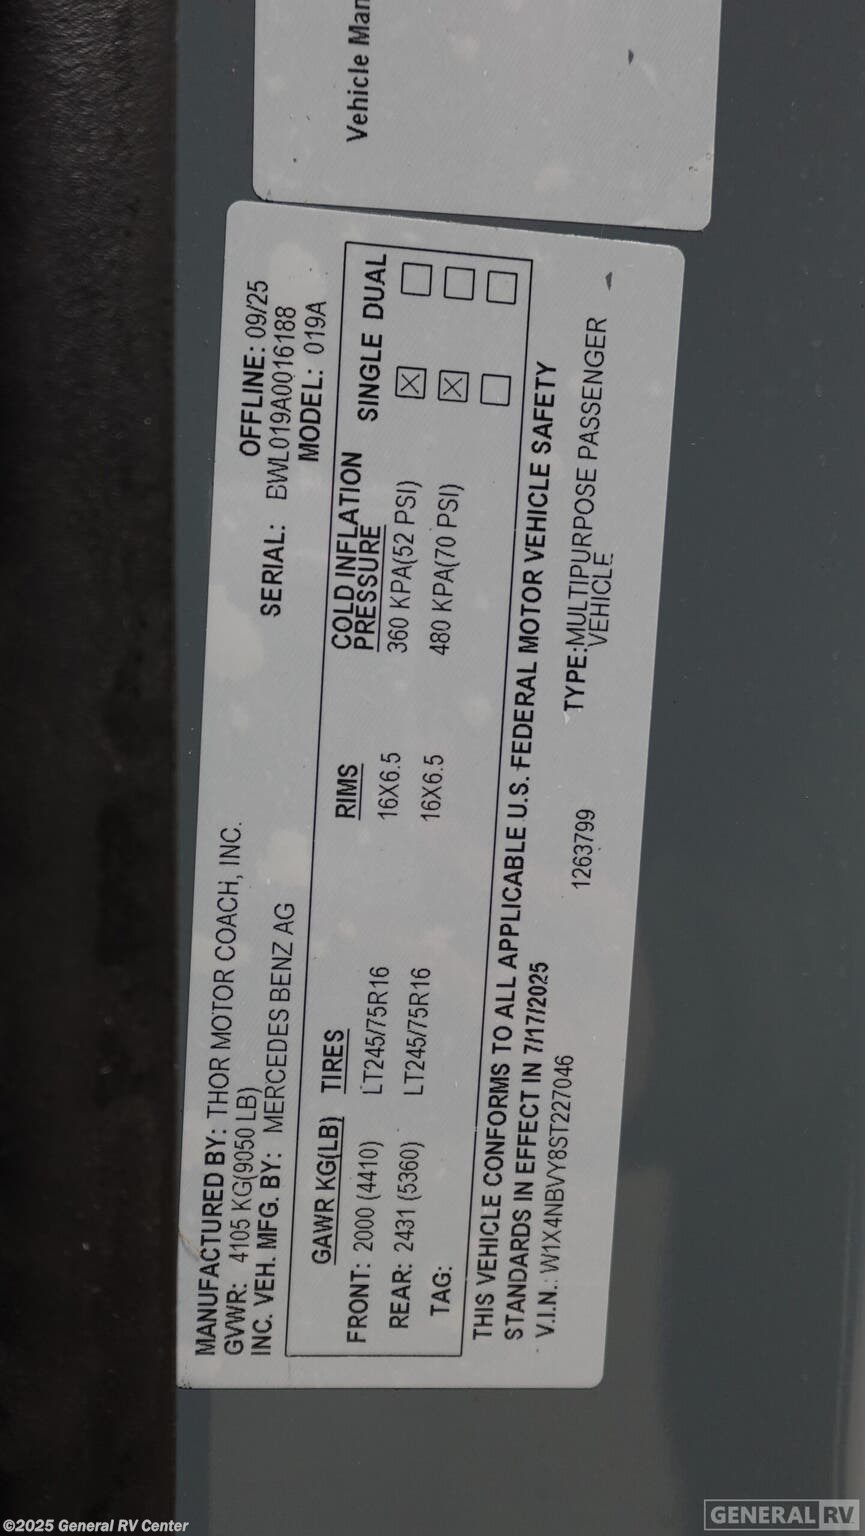 Vehicle Man
MANUFACTURED BY: THOR MOTOR COACH, INC. OFFLINE: 09/25
GVWR: 4105 KG(9050 LB) SERIAL: BWL019A0016188
INC. VEH. MFG. BY: MERCEDES BENZ AG MODEL: 019A
GAWR KG(LB) TIRES RIMS COLD INFLATION PRESSURE SINGLE DUAL
FRONT: 2000 (4410) LT245/75R16 16X6.5 360 KPA(52 PSI) ☒ ☐
REAR: 2431 (5360) LT245/75R16 16X6.5 480 KPA(70 PSI) ☒ ☐
TAG: ☐ ☐
THIS VEHICLE CONFORMS TO ALL APPLICABLE U.S. FEDERAL MOTOR VEHICLE SAFETY
STANDARDS IN EFFECT IN 7/17/2025
V.I.N.: W1X4NBVY8ST227046 1263799 TYPE:MULTIPURPOSE PASSENGER
VEHICLE
©2025 General RV Center
GENERAL RV